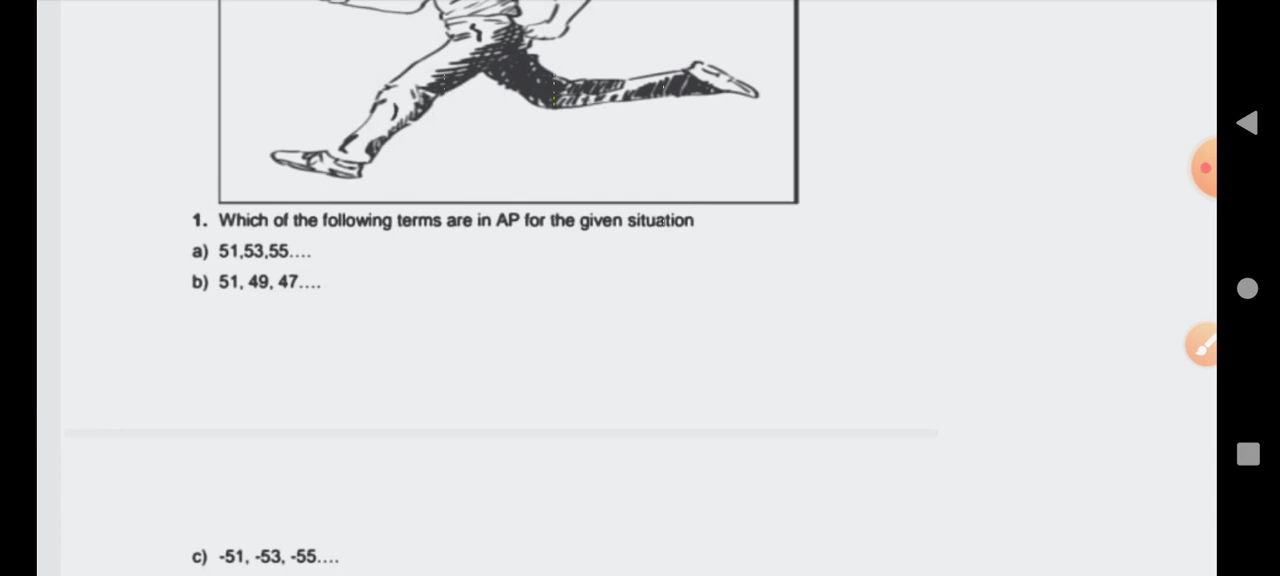 1. Which of the following terms are in AP for the given situation
a) 51,53,55....
b) 51, 49, 47....
c) -51, -53, -55....